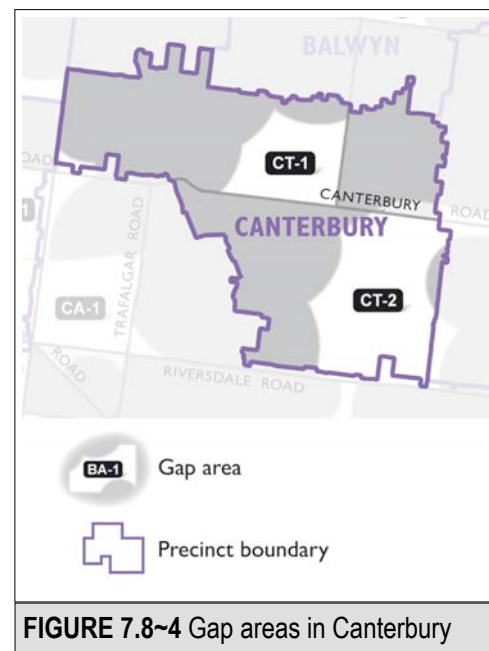 BALWYN
CT-1
CANTERBURY
ROAD
ROAD
CANTERBURY
TRAFALGAR ROAD
CT-2
CA-1
ROAD
RIVERSDALE ROAD
BA-1 Gap area
Precinct boundary
FIGURE 7.8~4 Gap areas in Canterbury